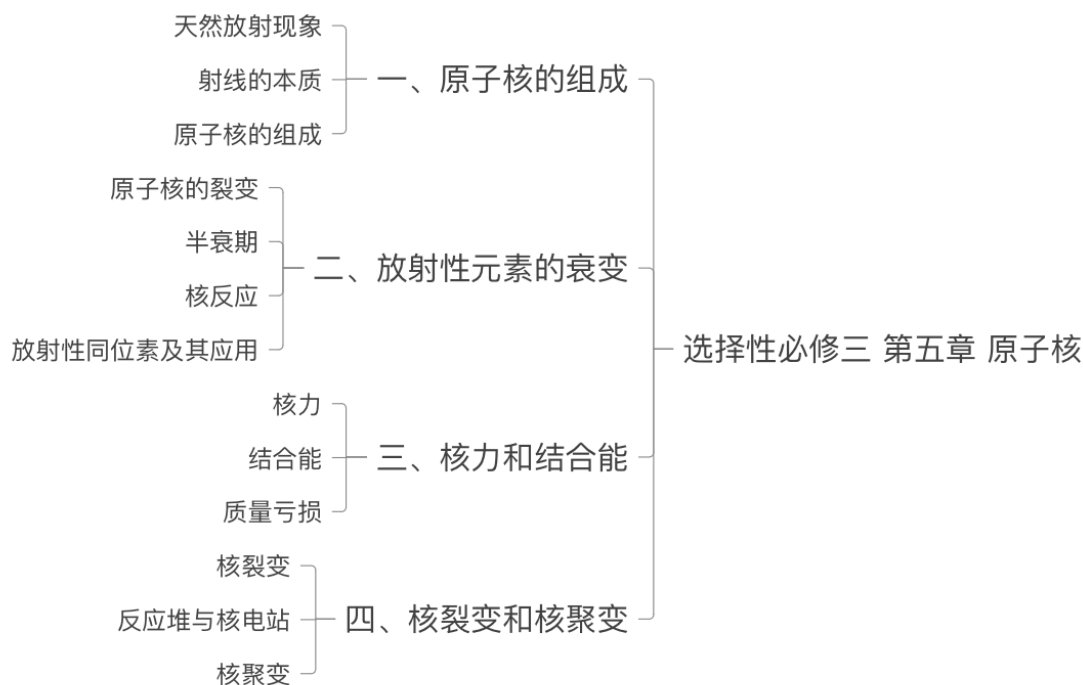 选择性必修三 第五章 原子核
一、原子核的组成
天然放射现象
射线的本质
原子核的组成
二、放射性元素的衰变
原子核的裂变
半衰期
核反应
放射性同位素及其应用
三、核力和结合能
核力
结合能
质量亏损
四、核裂变和核聚变
核裂变
反应堆与核电站
核聚变